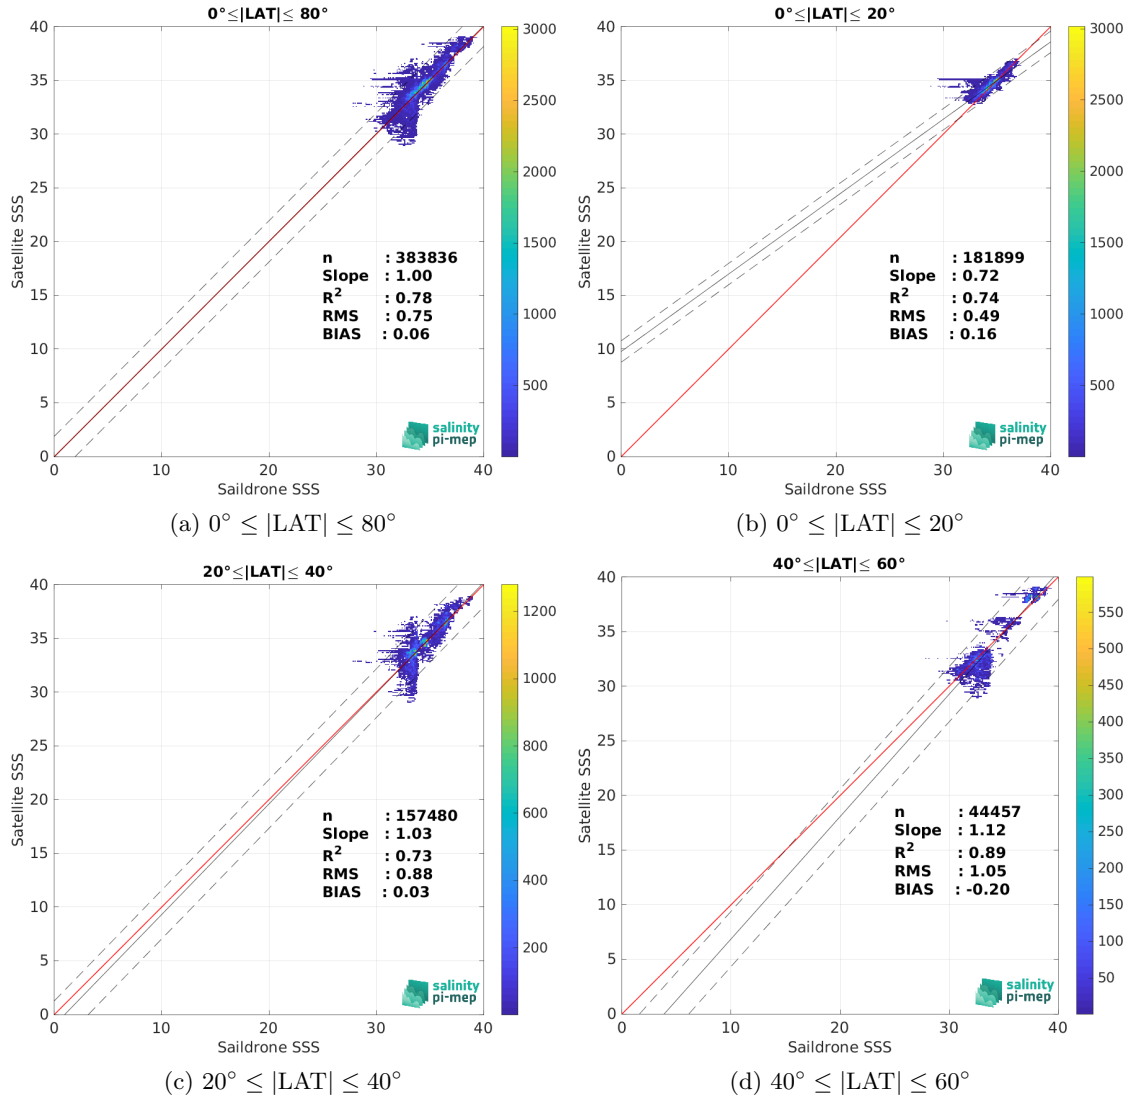 0°≤|LAT|≤ 80°
40
35
30
25
20
15
10
5
0
Satellite SSS
n : 383836
Slope : 1.00
R² : 0.78
RMS : 0.75
BIAS : 0.06
salinity
pi-mep
0 10 20 30 40
Saildrone SSS
3000
2500
2000
1500
1000
500
(a) 0° ≤ |LAT| ≤ 80°
0°≤|LAT|≤ 20°
40
35
30
25
20
15
10
5
0
Satellite SSS
n : 181899
Slope : 0.72
R² : 0.74
RMS : 0.49
BIAS : 0.16
salinity
pi-mep
0 10 20 30 40
Saildrone SSS
3000
2500
2000
1500
1000
500
(b) 0° ≤ |LAT| ≤ 20°
20°≤|LAT|≤ 40°
40
35
30
25
20
15
10
5
0
Satellite SSS
n : 157480
Slope : 1.03
R² : 0.73
RMS : 0.88
BIAS : 0.03
salinity
pi-mep
0 10 20 30 40
Saildrone SSS
1200
1000
800
600
400
200
(c) 20° ≤ |LAT| ≤ 40°
40°≤|LAT|≤ 60°
40
35
30
25
20
15
10
5
0
Satellite SSS
n : 44457
Slope : 1.12
R² : 0.89
RMS : 1.05
BIAS : -0.20
salinity
pi-mep
0 10 20 30 40
Saildrone SSS
550
500
450
400
350
300
250
200
150
100
50
(d) 40° ≤ |LAT| ≤ 60°